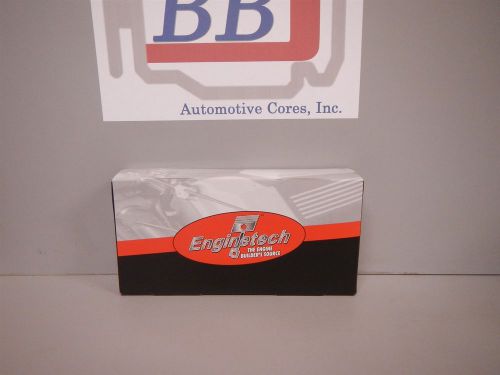 BB
Automotive Cores, Inc.
Enginetech
THE ENGINE
BUILDER'S SOURCE